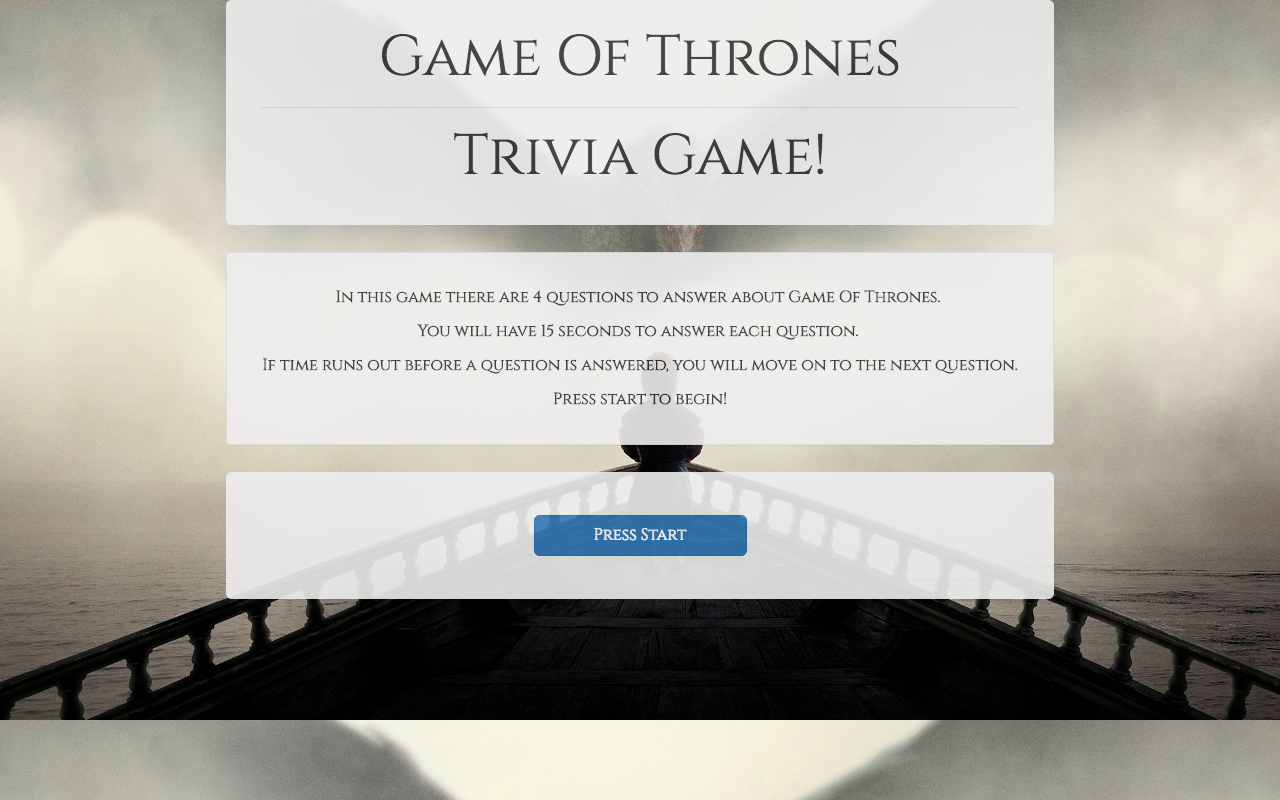 Game Of Thrones
Trivia Game!
In this game there are 4 questions to answer about Game Of Thrones.
You will have 15 seconds to answer each question.
If time runs out before a question is answered, you will move on to the next question.
Press start to begin!
Press Start